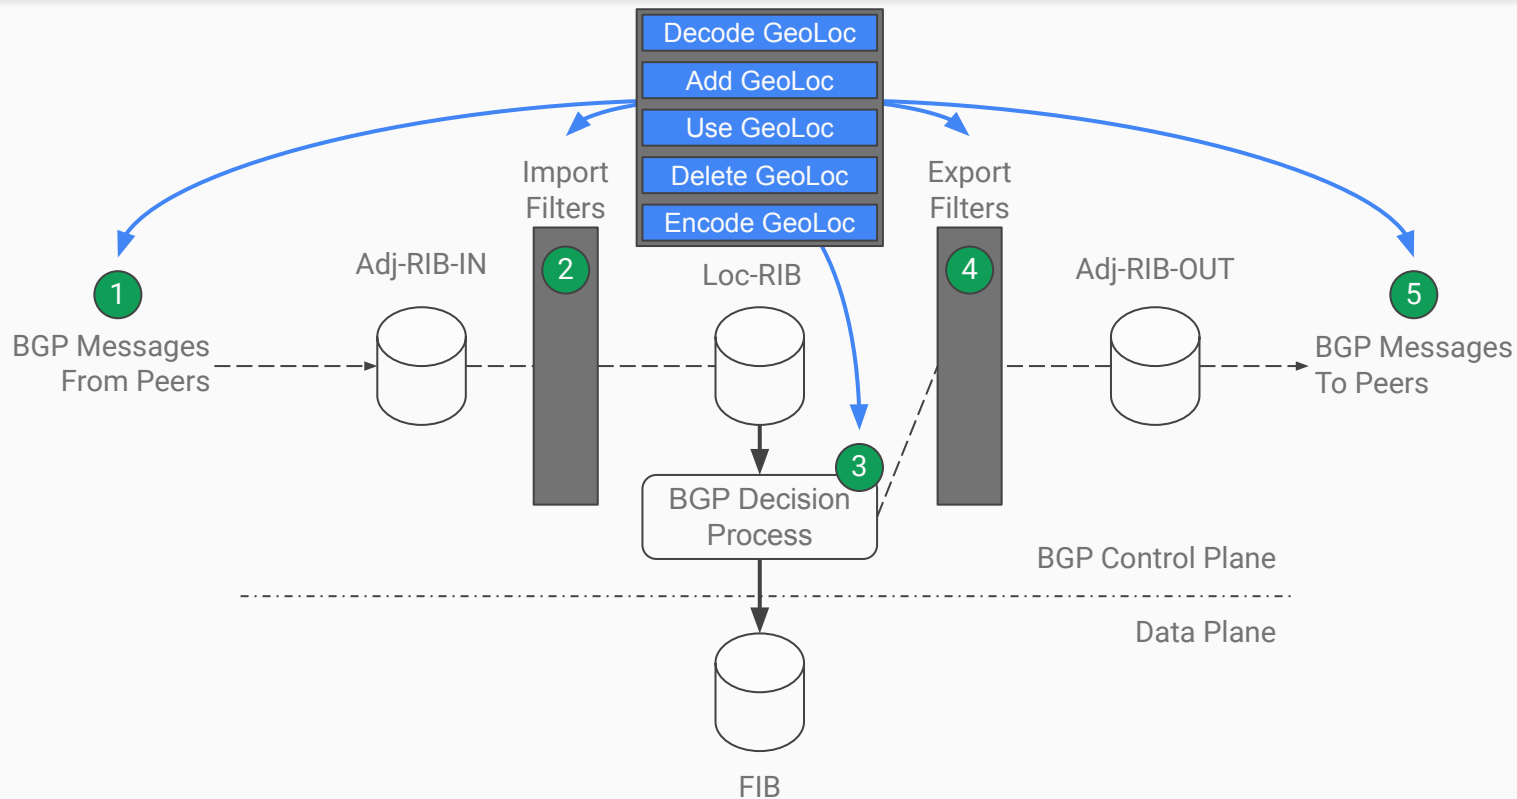 Decode GeoLoc
Add GeoLoc
Use GeoLoc
Delete GeoLoc
Encode GeoLoc
Import
Filters
Export
Filters
Adj-RIB-IN
2
Loc-RIB
4
Adj-RIB-OUT
1
5
BGP Messages
From Peers
BGP Messages
To Peers
3
BGP Decision
Process
BGP Control Plane
Data Plane
FIB